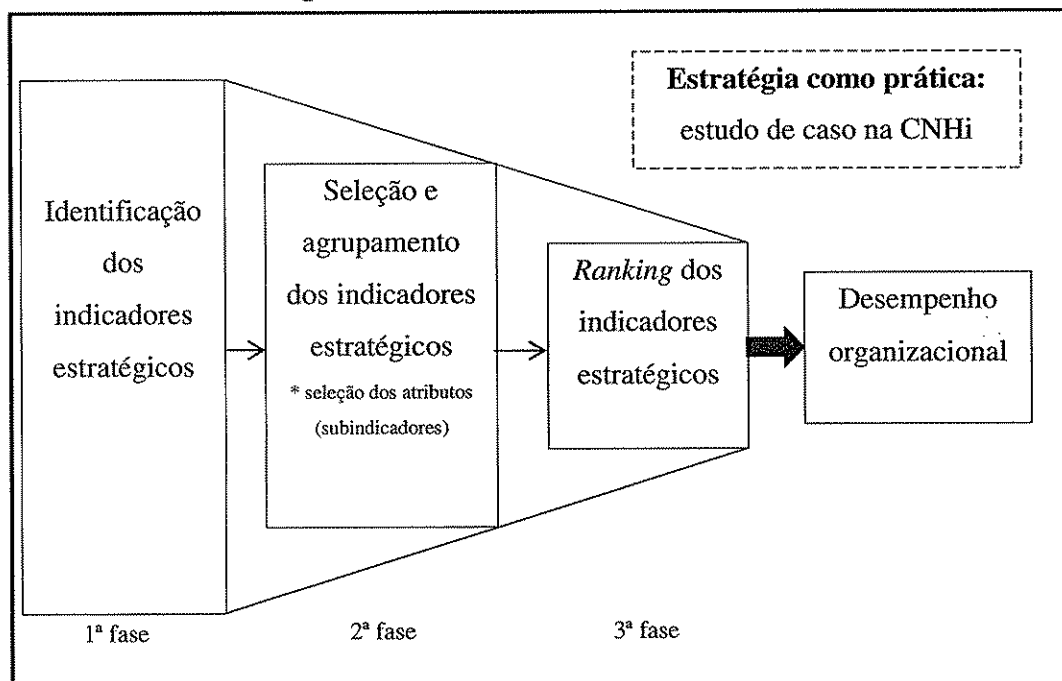 Estratégia como prática:
estudo de caso na CNHi
Identificação
dos
indicadores
estratégicos
Seleção e
agrupamento
dos indicadores
estratégicos
* seleção dos atributos
(subindicadores)
Ranking dos
indicadores
estratégicos
Desempenho
organizacional
1ª fase
2ª fase
3ª fase